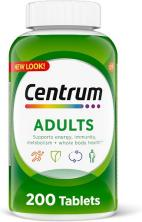 NEW LOOK!
Centrum
ADULTS
Supports energy, immunity,
metabolism + whole body health*
200 Tablets